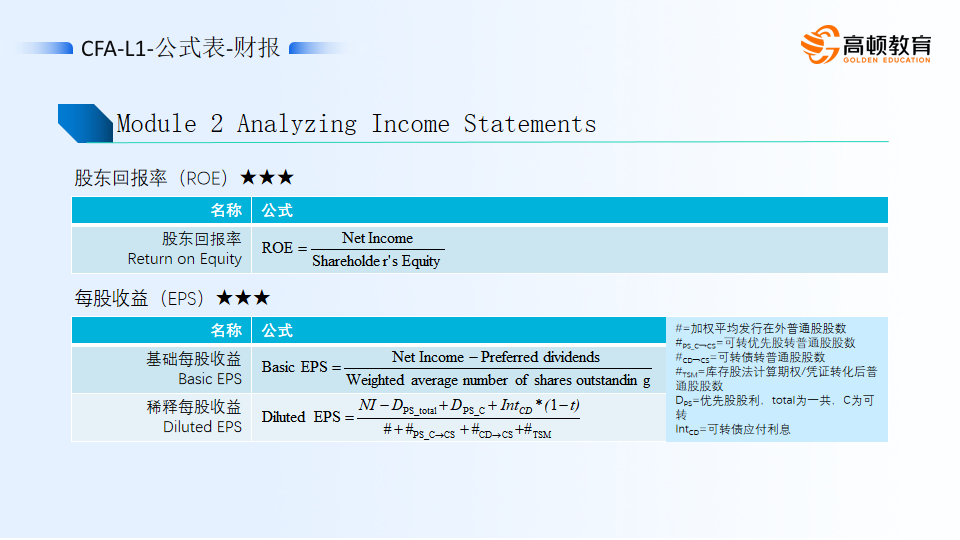 CFA-L1-公式表-财报
高顿教育
GOLDEN EDUCATION
Module 2 Analyzing Income Statements
股东回报率（ROE）★★★
名称 公式
股东回报率
Return on Equity
ROE = Net Income / Shareholde r's Equity
每股收益（EPS）★★★
名称 公式
基础每股收益
Basic EPS
Basic EPS = Net Income − Preferred dividends / Weighted average number of shares outstandin g
稀释每股收益
Diluted EPS
Diluted EPS = NI − D_PS_total + D_PS_C + Int_CD * (1 − t) / # + #_PS_C→CS + #_CD→CS + #_TSM
#=加权平均发行在外普通股股数
#PS_C→CS=可转优先股转普通股股数
#CD→CS=可转债转普通股股数
#TSM=库存股法计算期权/凭证转化后普
通股股数
DPS=优先股股利，total为一共，C为可
转
IntCD=可转债应付利息